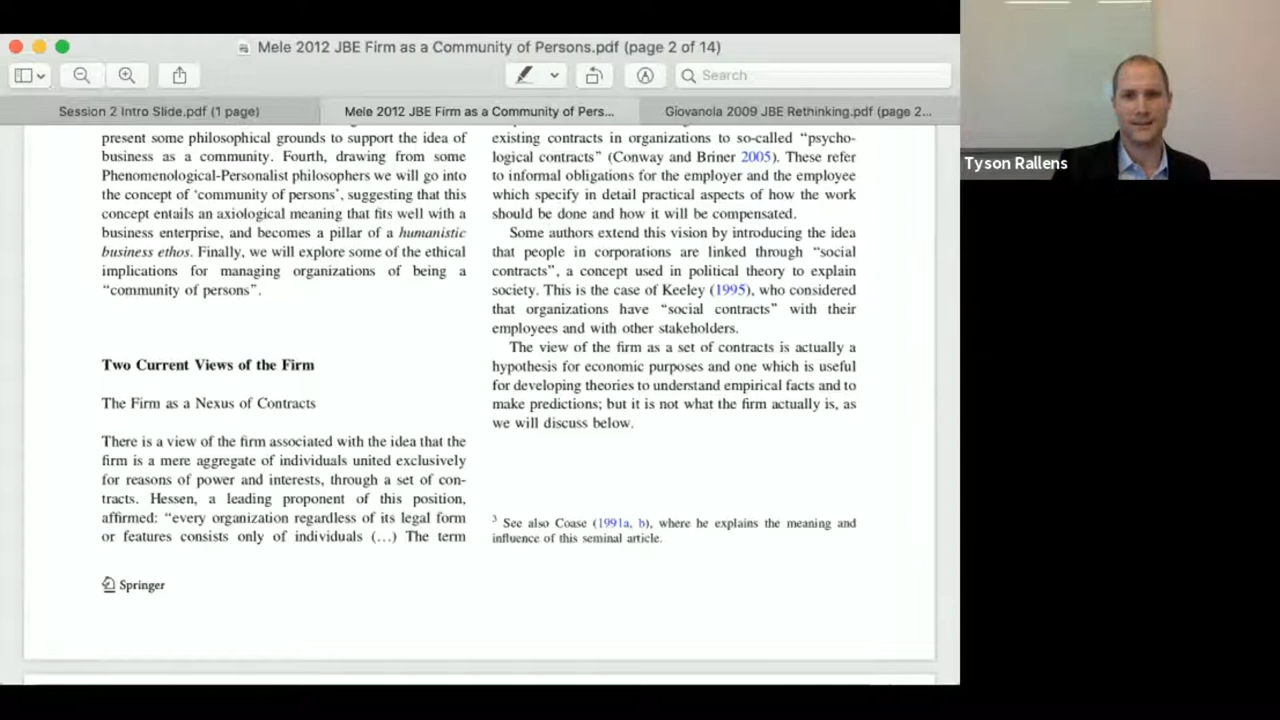 Mele 2012 JBE Firm as a Community of Persons.pdf (page 2 of 14)
Search
Session 2 Intro Slide.pdf (1 page)
Mele 2012 JBE Firm as a Community of Pers...
Giovanola 2009 JBE Rethinking.pdf (page 2...
present some philosophical grounds to support the idea of
business as a community. Fourth, drawing from some
Phenomenological-Personalist philosophers we will go into
the concept of ‘community of persons’, suggesting that this
concept entails an axiological meaning that fits well with a
business enterprise, and becomes a pillar of a humanistic
business ethos. Finally, we will explore some of the ethical
implications for managing organizations of being a
“community of persons”.
Two Current Views of the Firm
The Firm as a Nexus of Contracts
There is a view of the firm associated with the idea that the
firm is a mere aggregate of individuals united exclusively
for reasons of power and interests, through a set of con-
tracts. Hessen, a leading proponent of this position,
affirmed: “every organization regardless of its legal form
or features consists only of individuals (...) The term
Springer
existing contracts in organizations to so-called “psycho-
logical contracts” (Conway and Briner 2005). These refer
to informal obligations for the employer and the employee
which specify in detail practical aspects of how the work
should be done and how it will be compensated.
Some authors extend this vision by introducing the idea
that people in corporations are linked through “social
contracts”, a concept used in political theory to explain
society. This is the case of Keeley (1995), who considered
that organizations have “social contracts” with their
employees and with other stakeholders.
The view of the firm as a set of contracts is actually a
hypothesis for economic purposes and one which is useful
for developing theories to understand empirical facts and to
make predictions; but it is not what the firm actually is, as
we will discuss below.
3 See also Coase (1991a, b), where he explains the meaning and
influence of this seminal article.
Tyson Rallens